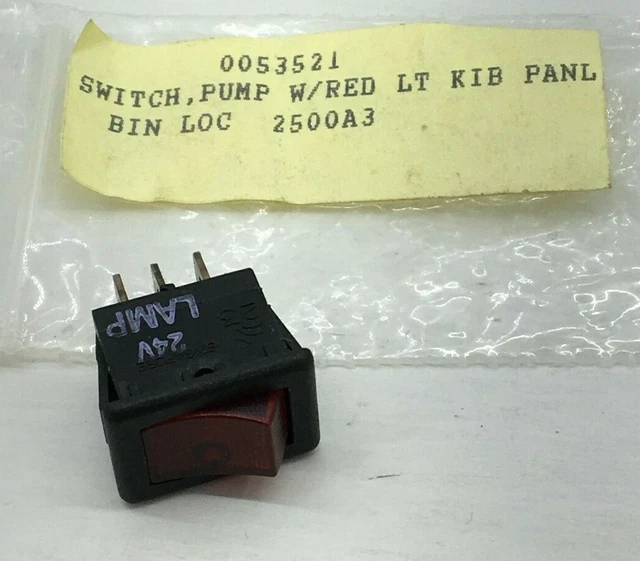 0053521
SWITCH,PUMP W/RED LT KIB PANL
BIN LOC 2500A3
24V
LAMP